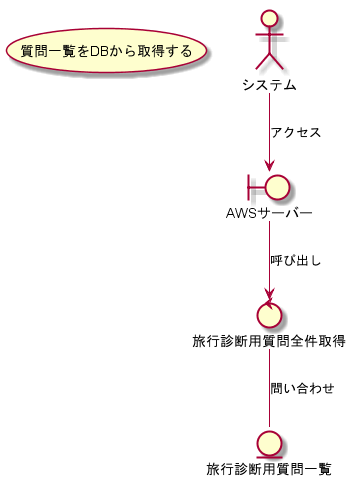 質問一覧をDBから取得する
システム
アクセス
AWSサーバー
呼び出し
旅行診断用質問全件取得
問い合わせ
旅行診断用質問一覧